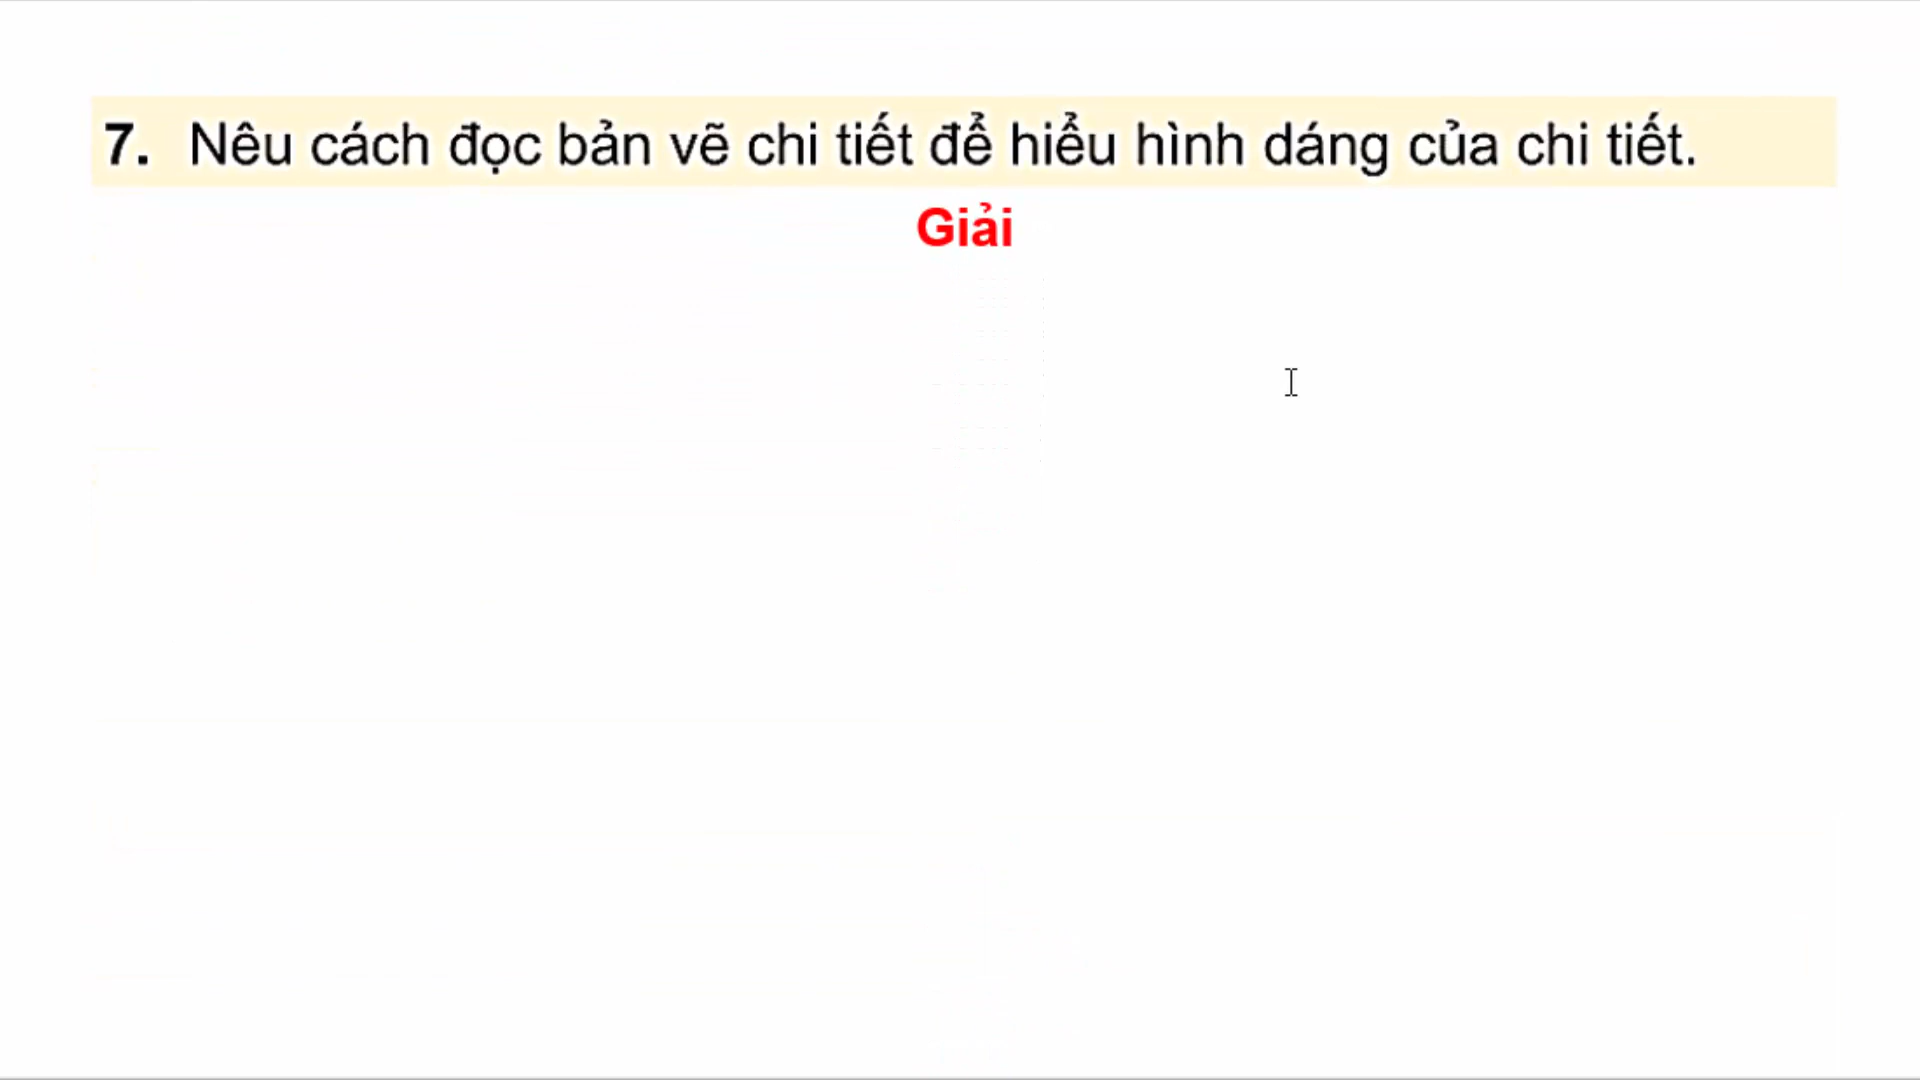 7. Nêu cách đọc bản vẽ chi tiết để hiểu hình dáng của chi tiết.
Giải